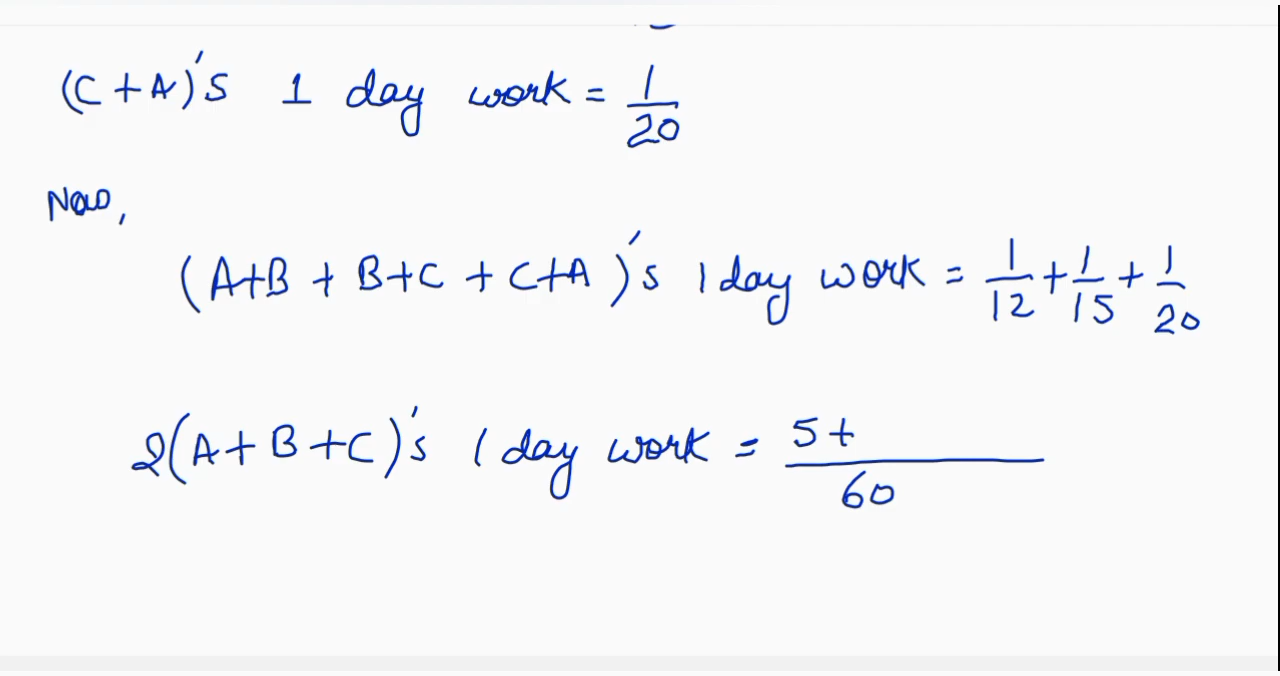 (C+A)'s 1 day work = 1/20
Now,
(A+B + B+C + C+A)'s 1 day work = 1/12 + 1/15 + 1/20
2(A+B+C)'s 1 day work = 5+ / 60